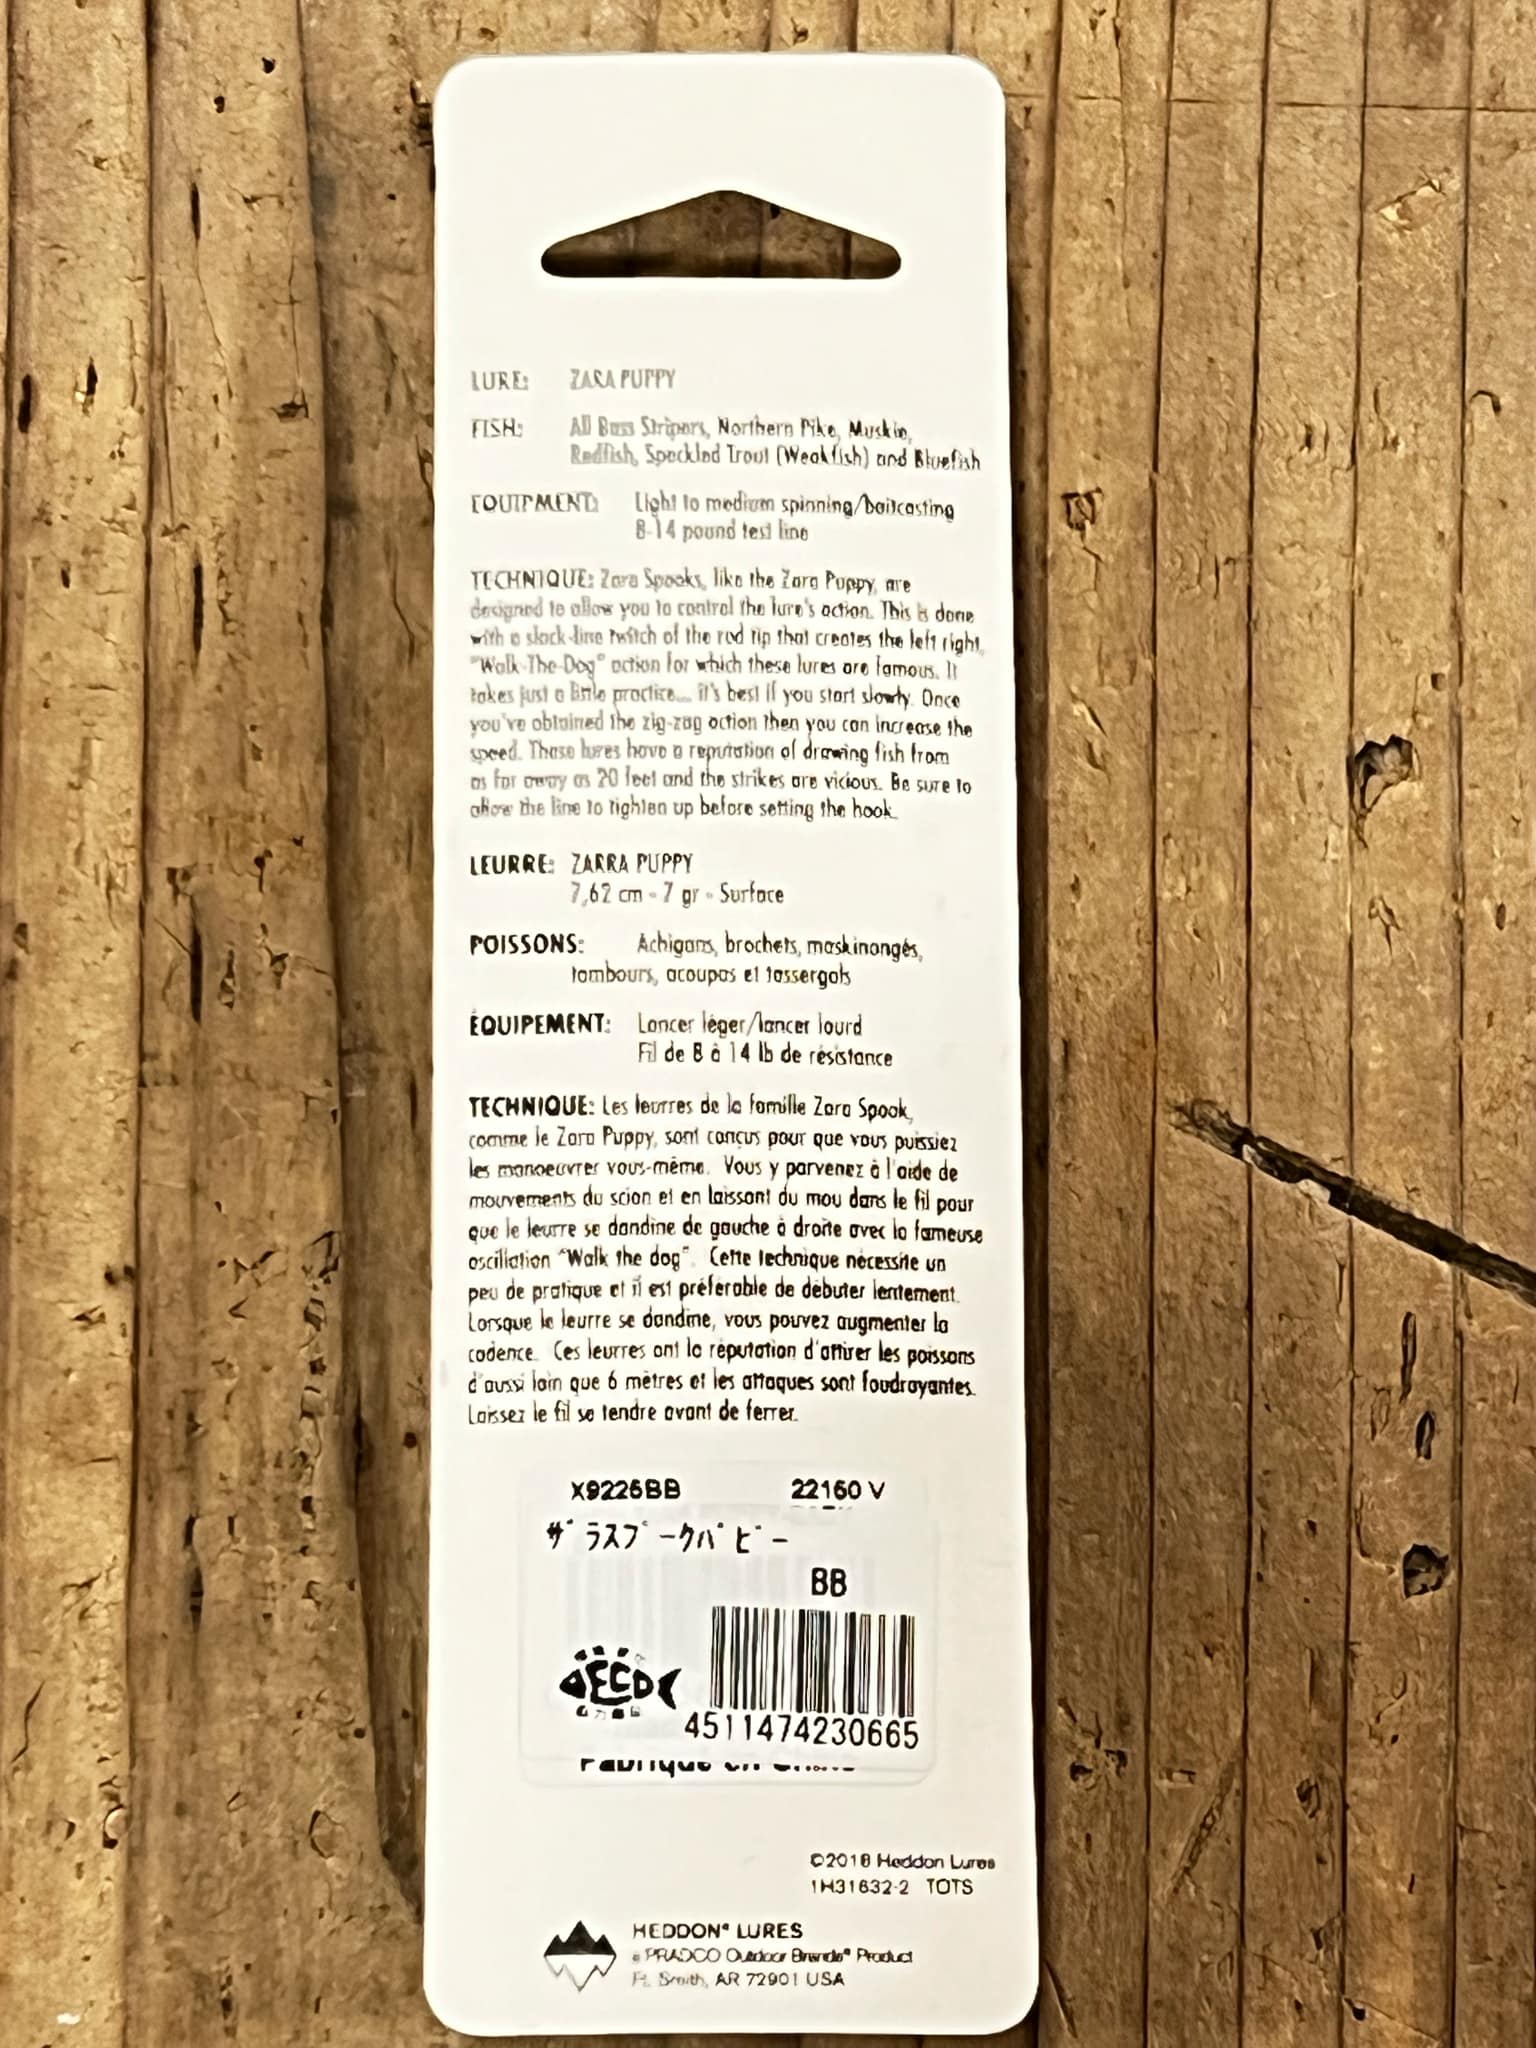 LURE: ZARA PUPPY
FISH: All Bass Stripers, Northern Pike, Muskie,
Redfish, Speckled Trout (Weakfish) and Bluefish
EQUIPMENT: Light to medium spinning/baitcasting
8-14 pound test line
TECHNIQUE: Zara Spooks, like the Zara Puppy, are
designed to allow you to control the lure's action. This is done
with a slack-line twitch of the rod tip that creates the left right,
"Walk-The-Dog" action for which these lures are famous. It
takes just a little practice... it's best if you start slowly. Once
you've obtained the zig-zag action then you can increase the
speed. These lures have a reputation of drawing fish from
as far away as 20 feet and the strikes are vicious. Be sure to
allow the line to tighten up before setting the hook.
LEURRE: ZARRA PUPPY
7,62 cm - 7 gr - Surface
POISSONS: Achigans, brochets, maskinongés,
tambours, acoupas et tassergals
ÉQUIPEMENT: Lancer léger/lancer lourd
Fil de 8 à 14 lb de résistance
TECHNIQUE: Les leurres de la famille Zara Spook,
comme le Zara Puppy, sont conçus pour que vous puissiez
les manoeuvrer vous-même. Vous y parvenez à l'aide de
mouvements du scion et en laissant du mou dans le fil pour
que le leurre se dandine de gauche à droite avec la fameuse
oscillation "Walk the dog". Cette technique nécessite un
peu de pratique et il est préférable de débuter lentement.
Lorsque le leurre se dandine, vous pouvez augmenter la
cadence. Ces leurres ont la réputation d'attirer les poissons
d'aussi loin que 6 mètres et les attaques sont foudroyantes.
Laissez le fil se tendre avant de ferrer.
X9225BB 22160 V
ザラスプークパピー
BB
ECD
4511474230665
Fabriqué en Chine
©2018 Heddon Lures
1H31632-2 TOTS
HEDDON® LURES
a PRADCO Outdoor Brands® Product
Ft. Smith, AR 72901 USA